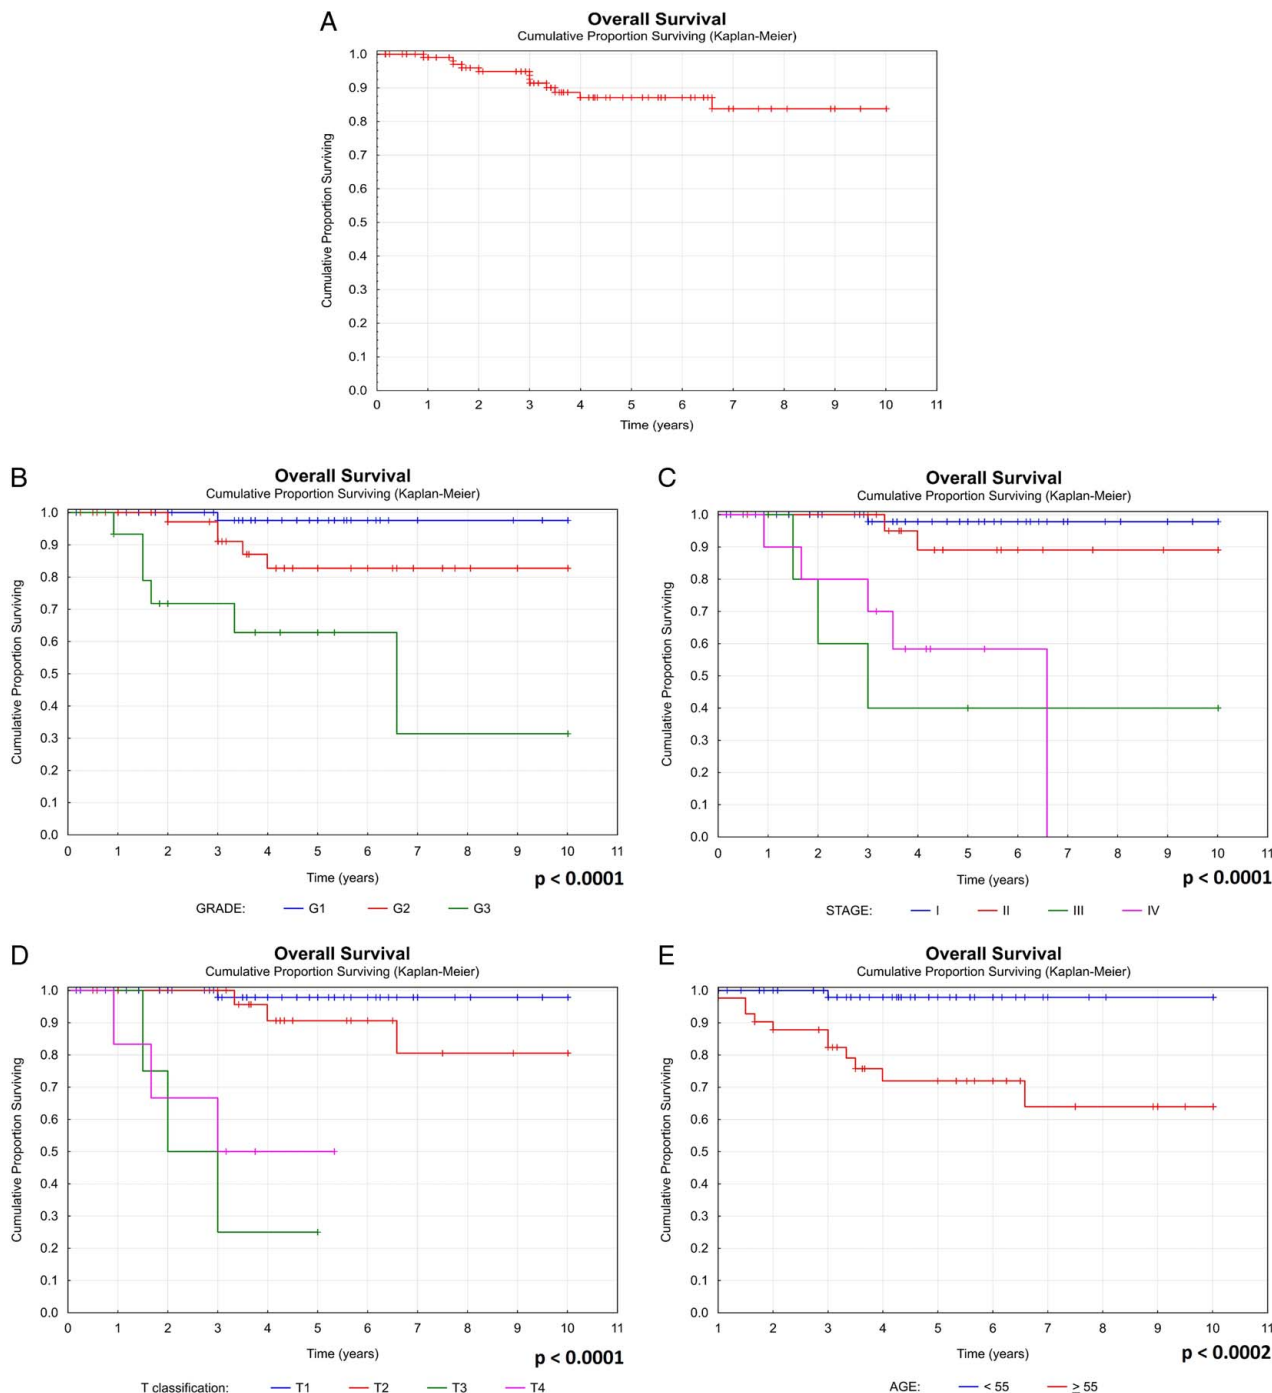 A
Overall Survival
Cumulative Proportion Surviving (Kaplan-Meier)
Cumulative Proportion Surviving
1.0
0.9
0.8
0.7
0.6
0.5
0.4
0.3
0.2
0.1
0.0
0 1 2 3 4 5 6 7 8 9 10 11
Time (years)
B
Overall Survival
Cumulative Proportion Surviving (Kaplan-Meier)
Cumulative Proportion Surviving
1.0
0.9
0.8
0.7
0.6
0.5
0.4
0.3
0.2
0.1
0.0
0 1 2 3 4 5 6 7 8 9 10 11
Time (years)
p < 0.0001
GRADE: G1 G2 G3
C
Overall Survival
Cumulative Proportion Surviving (Kaplan-Meier)
Cumulative Proportion Surviving
1.0
0.9
0.8
0.7
0.6
0.5
0.4
0.3
0.2
0.1
0.0
0 1 2 3 4 5 6 7 8 9 10 11
Time (years)
p < 0.0001
STAGE: I II III IV
D
Overall Survival
Cumulative Proportion Surviving (Kaplan-Meier)
Cumulative Proportion Surviving
1.0
0.9
0.8
0.7
0.6
0.5
0.4
0.3
0.2
0.1
0.0
0 1 2 3 4 5 6 7 8 9 10 11
Time (years)
p < 0.0001
T classification: T1 T2 T3 T4
E
Overall Survival
Cumulative Proportion Surviving (Kaplan-Meier)
Cumulative Proportion Surviving
1.0
0.9
0.8
0.7
0.6
0.5
0.4
0.3
0.2
0.1
0.0
1 2 3 4 5 6 7 8 9 10 11
Time (years)
p < 0.0002
AGE: < 55 ≥ 55